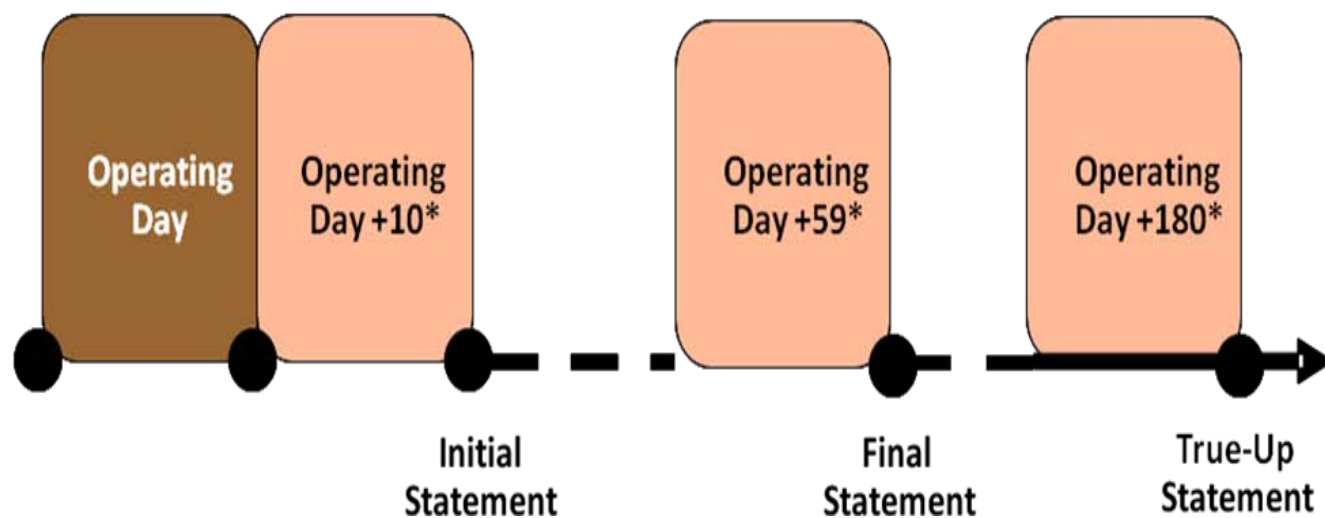 Operating
Day
Operating
Day +10*
Operating
Day +59*
Operating
Day +180*
Initial
Statement
Final
Statement
True-Up
Statement